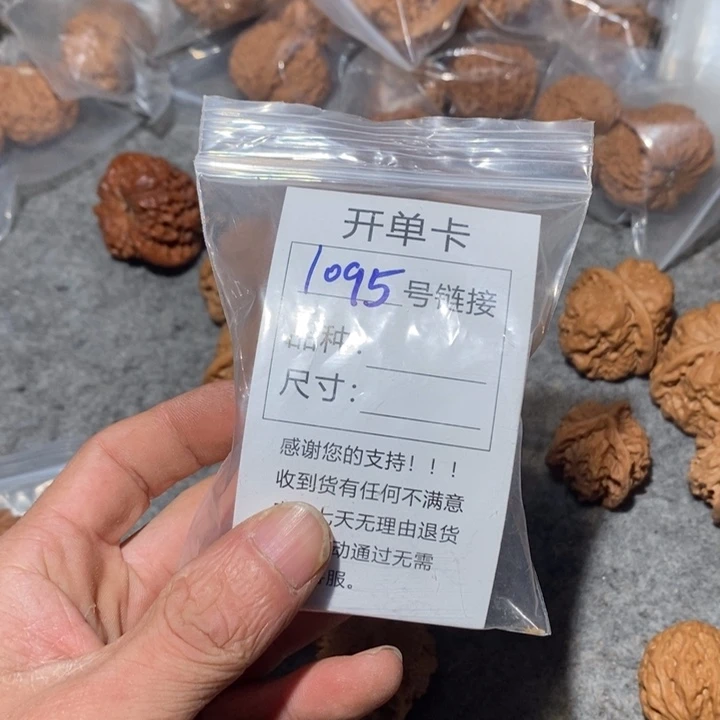 开单卡
1095号链接
品种：
尺寸：
感谢您的支持！！！
收到货有任何不满意
七天无理由退货
动通过无需
服。